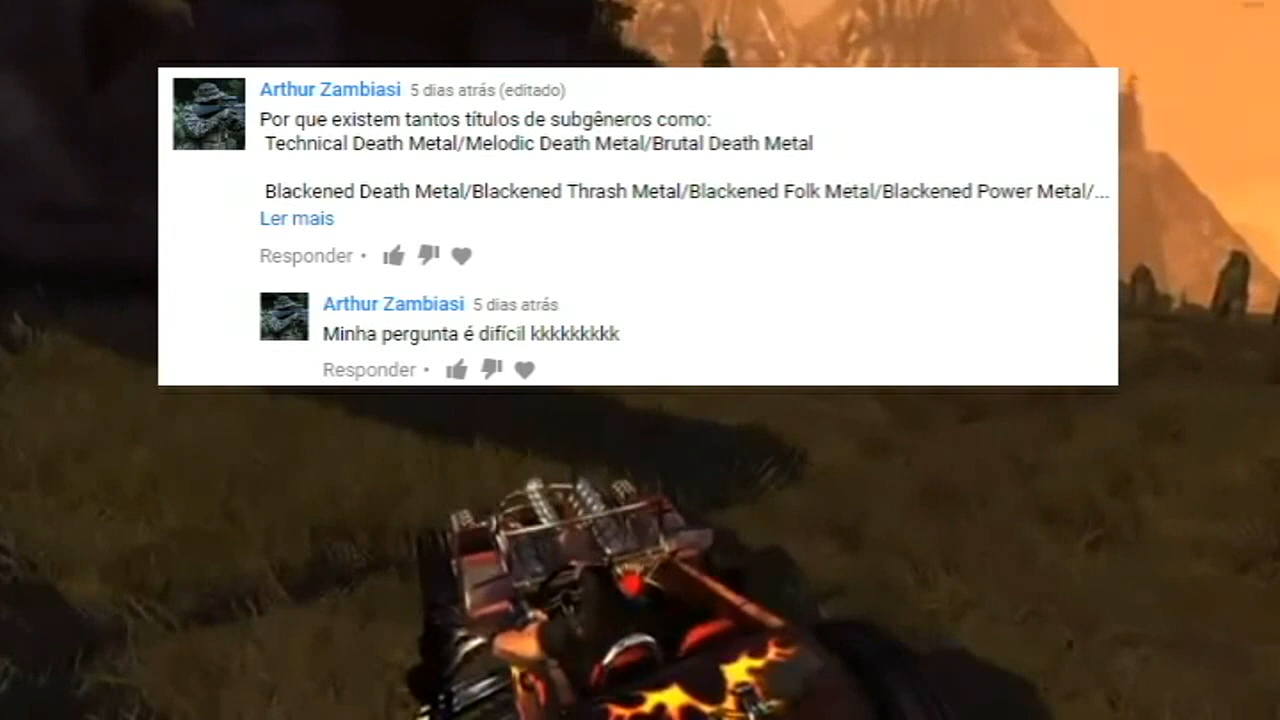 Arthur Zambiasi 5 dias atrás (editado)
Por que existem tantos títulos de subgêneros como:
Technical Death Metal/Melodic Death Metal/Brutal Death Metal
Blackened Death Metal/Blackened Thrash Metal/Blackened Folk Metal/Blackened Power Metal/...
Ler mais
Responder •
Arthur Zambiasi 5 dias atrás
Minha pergunta é difícil kkkkkkkkk
Responder •